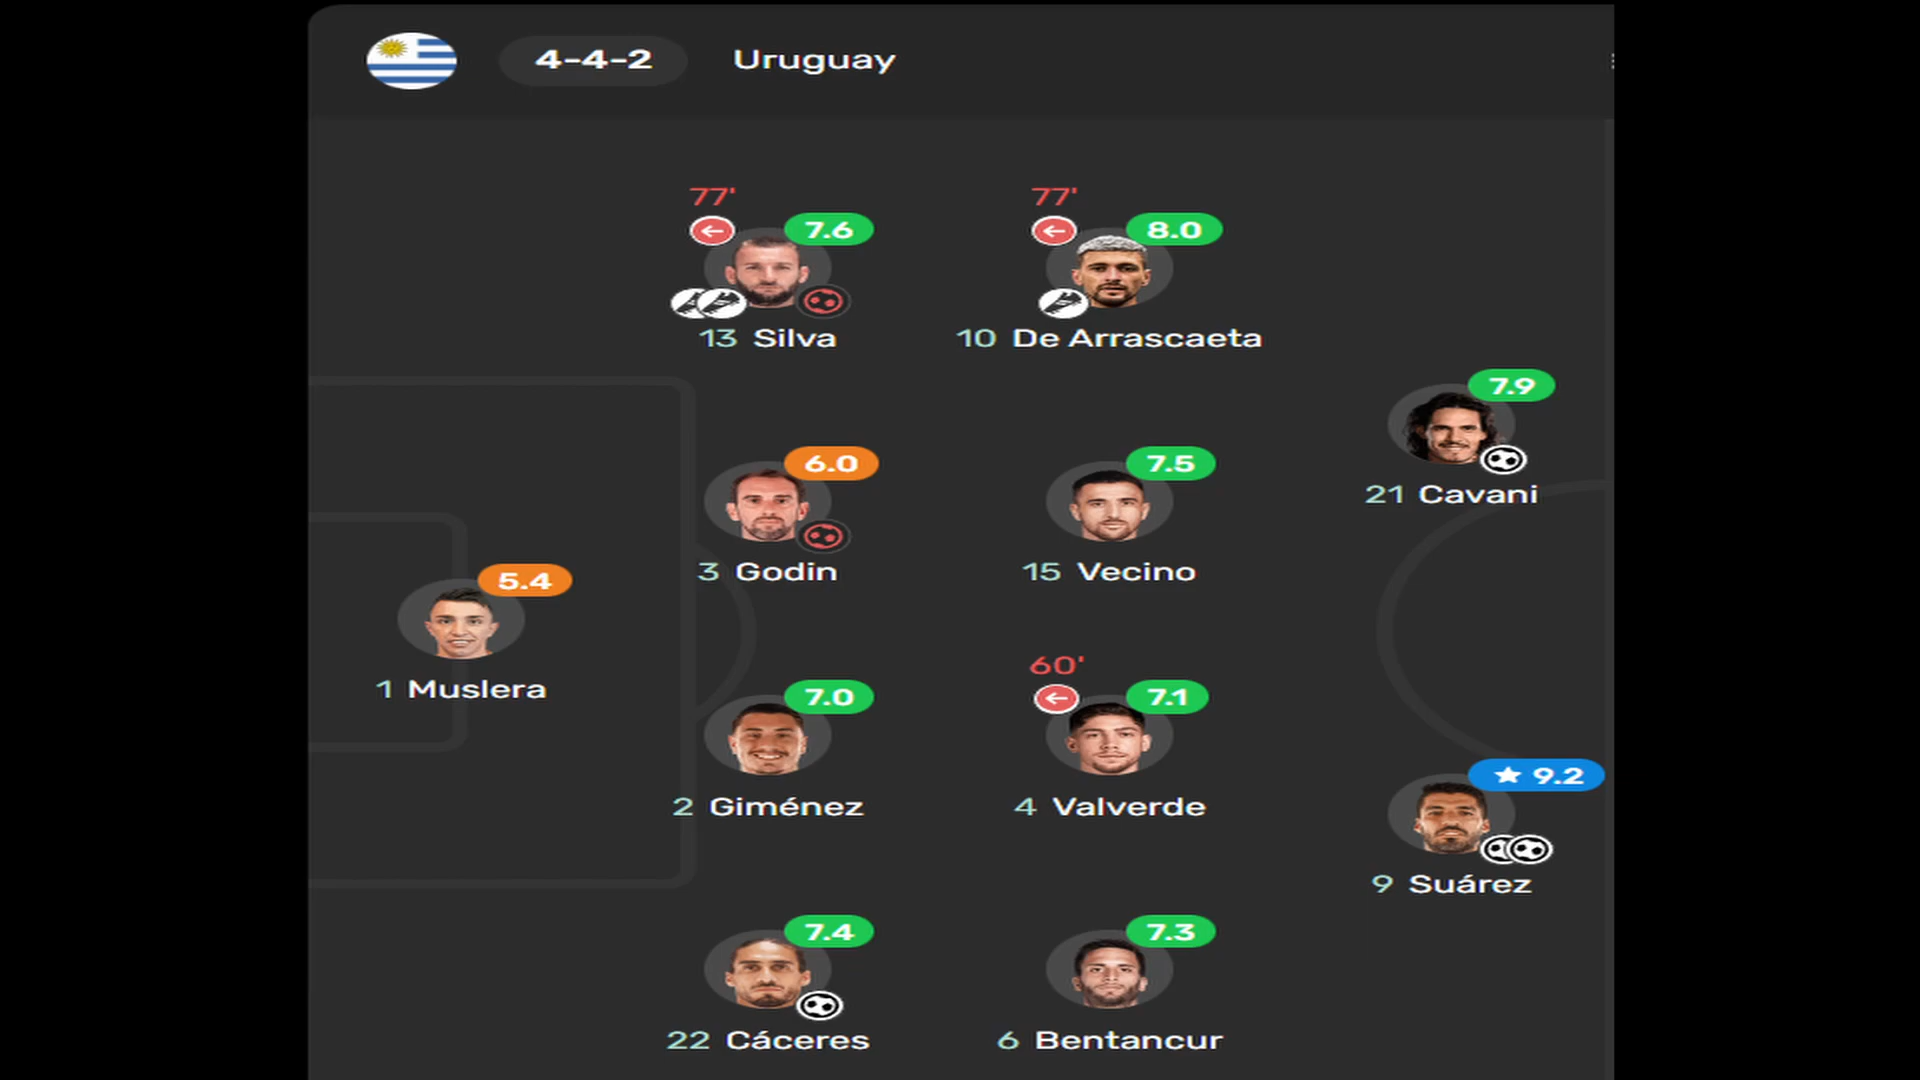 4-4-2 Uruguay
77' 77'
7.6 8.0
13 Silva 10 De Arrascaeta
7.9
21 Cavani
6.0 7.5
3 Godin 15 Vecino
5.4
1 Muslera
60'
7.0 7.1
2 Giménez 4 Valverde
9.2
9 Suárez
7.4 7.3
22 Cáceres 6 Bentancur